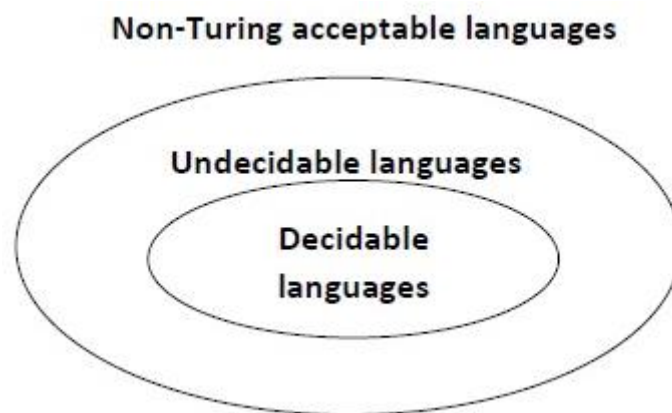 Non-Turing acceptable languages
Undecidable languages
Decidable
languages